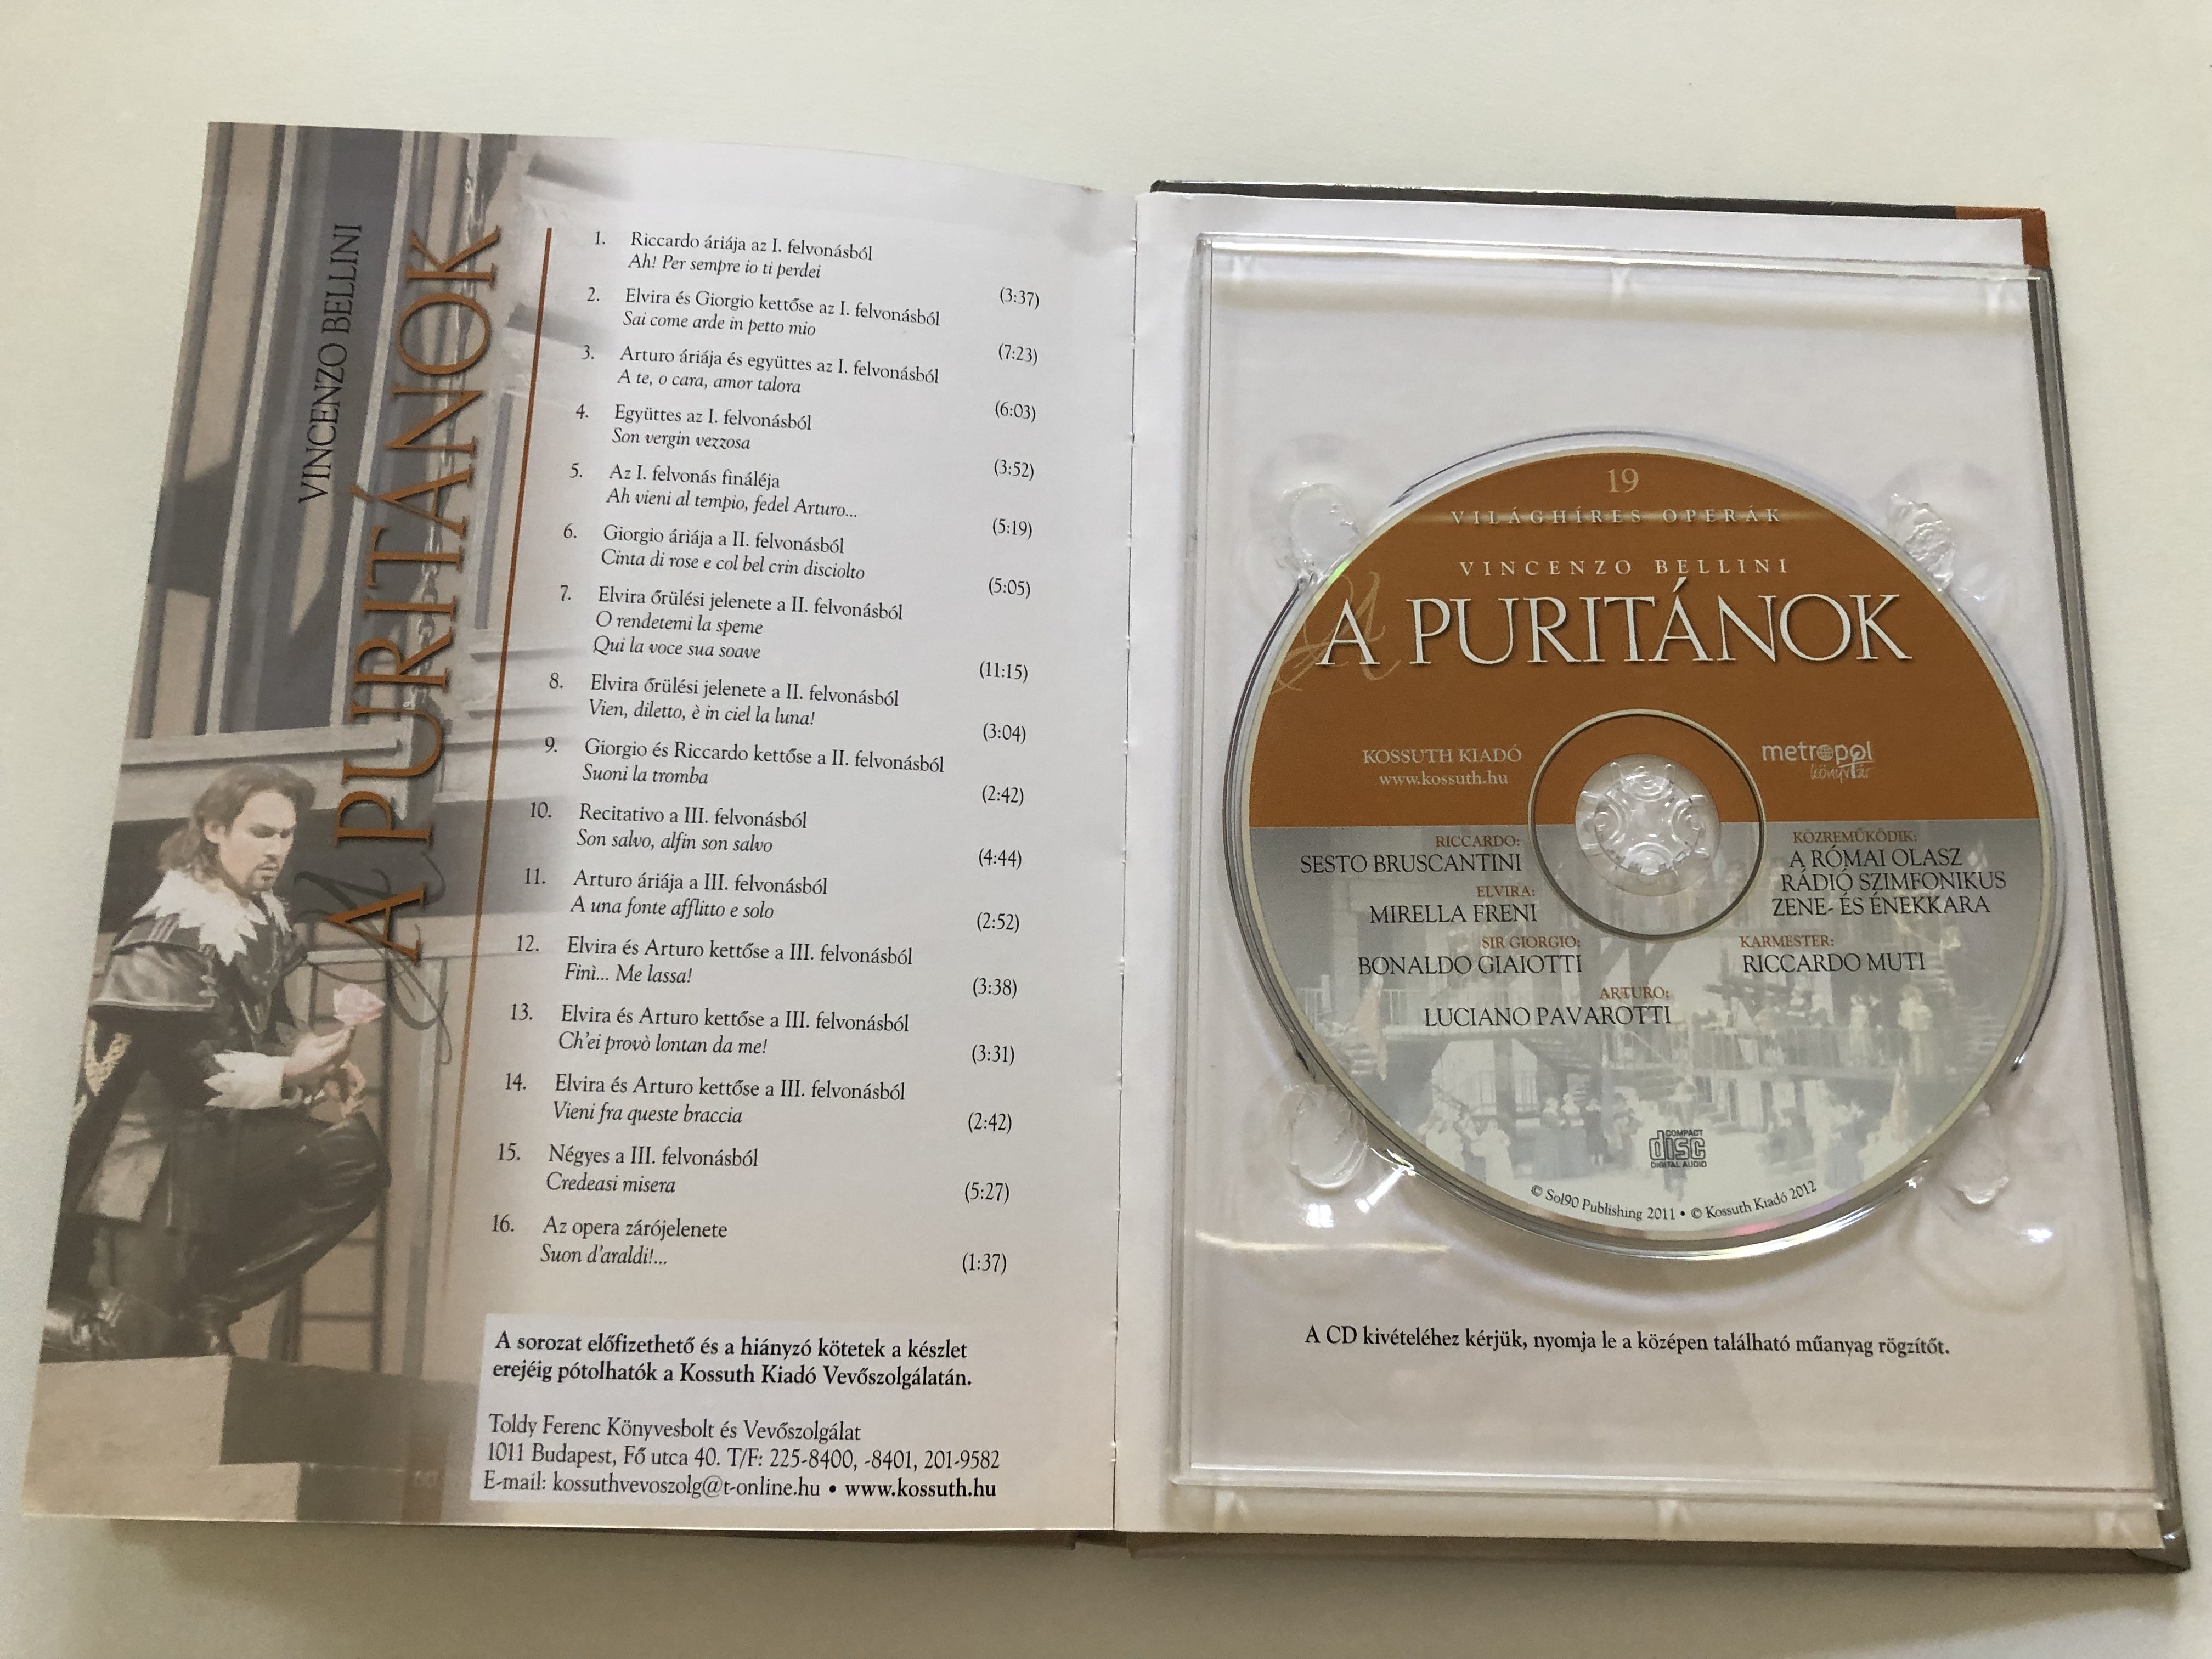 VINCENZO BELLINI
A PURITÁNOK
1. Riccardo áriája az I. felvonásból
Ah! Per sempre io ti perdei
(3:37)
2. Elvira és Giorgio kettőse az I. felvonásból
Sai come arde in petto mio
(7:23)
3. Arturo áriája és együttes az I. felvonásból
A te, o cara, amor talora
(6:03)
4. Együttes az I. felvonásból
Son vergin vezzosa
(3:52)
5. Az I. felvonás fináléja
Ah vieni al tempio, fedel Arturo...
(5:19)
6. Giorgio áriája a II. felvonásból
Cinta di rose e col bel crin disciolto
(5:05)
7. Elvira őrülési jelenete a II. felvonásból
O rendetemi la speme
Qui la voce sua soave
(11:15)
8. Elvira őrülési jelenete a II. felvonásból
Vien, diletto, è in ciel la luna!
(3:04)
9. Giorgio és Riccardo kettőse a II. felvonásból
Suoni la tromba
(2:42)
10. Recitativo a III. felvonásból
Son salvo, alfin son salvo
(4:44)
11. Arturo áriája a III. felvonásból
A una fonte afflitto e solo
(2:52)
12. Elvira és Arturo kettőse a III. felvonásból
Finì... Me lassa!
(3:38)
13. Elvira és Arturo kettőse a III. felvonásból
Ch'ei provò lontan da me!
(3:31)
14. Elvira és Arturo kettőse a III. felvonásból
Vieni fra queste braccia
(2:42)
15. Négyes a III. felvonásból
Credeasi misera
(5:27)
16. Az opera zárójelenete
Suon d'araldi!...
(1:37)
A sorozat előfizethető és a hiányzó kötetek a készlet
erejéig pótolhatók a Kossuth Kiadó Vevőszolgálatán.
Toldy Ferenc Könyvesbolt és Vevőszolgálat
1011 Budapest, Fő utca 40. T/F: 225-8400, -8401, 201-9582
E-mail: kossuthvevoszolg@t-online.hu • www.kossuth.hu
19
VILÁGHÍRES OPERÁK
VINCENZO BELLINI
A PURITÁNOK
KOSSUTH KIADÓ
www.kossuth.hu
metropol
könyvtár
RICCARDO:
SESTO BRUSCANTINI
ELVIRA:
MIRELLA FRENI
SIR GIORGIO:
BONALDO GIAIOTTI
ARTURO:
LUCIANO PAVAROTTI
KÖZREMŰKÖDIK:
A RÓMAI OLASZ
RÁDIÓ SZIMFONIKUS
ZENE- ÉS ÉNEKKARA
KARMESTER:
RICCARDO MUTI
COMPACT
disc
DIGITAL AUDIO
© Sol90 Publishing 2011 • © Kossuth Kiadó 2012
A CD kivételéhez kérjük, nyomja le a középen található műanyag rögzítőt.